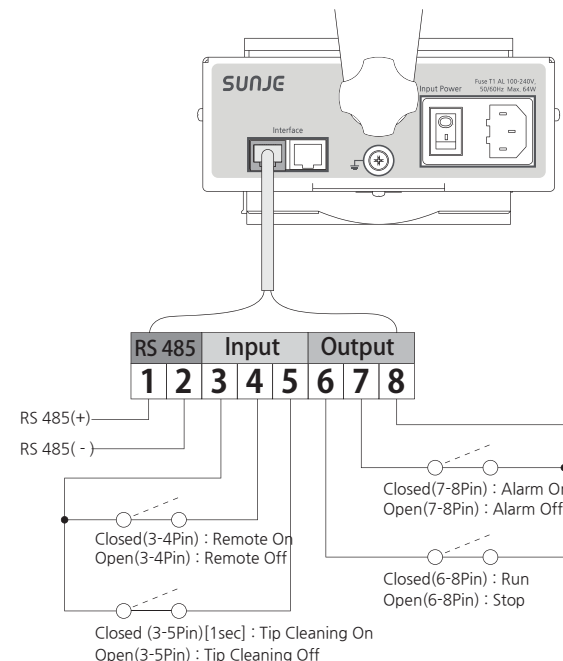 SUNJE
Input Power
Fuse T1 AL 100-240V,
50/60Hz Max. 64W
Interface
RS 485 Input Output
1 2 3 4 5 6 7 8
RS 485(+)
RS 485( - )
Closed(7-8Pin) : Alarm On
Open(7-8Pin) : Alarm Off
Closed(3-4Pin) : Remote On
Open(3-4Pin) : Remote Off
Closed(6-8Pin) : Run
Open(6-8Pin) : Stop
Closed (3-5Pin)[1sec] : Tip Cleaning On
Open(3-5Pin) : Tip Cleaning Off